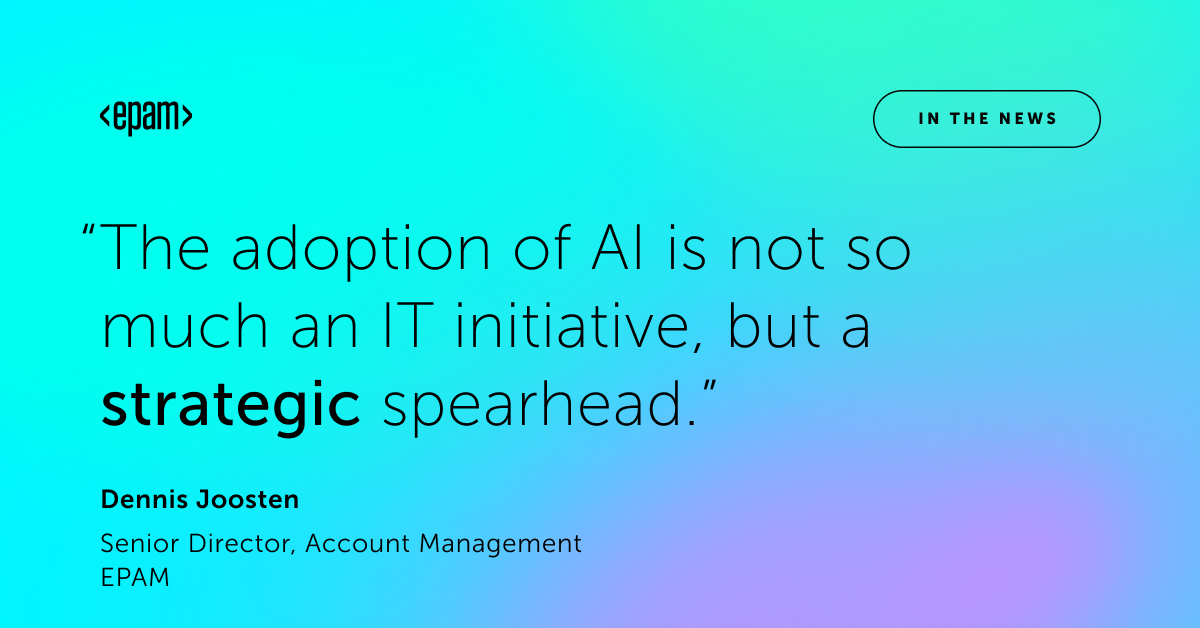 <epam>
IN THE NEWS
“The adoption of AI is not so
much an IT initiative, but a
strategic spearhead.”
Dennis Joosten
Senior Director, Account Management
EPAM